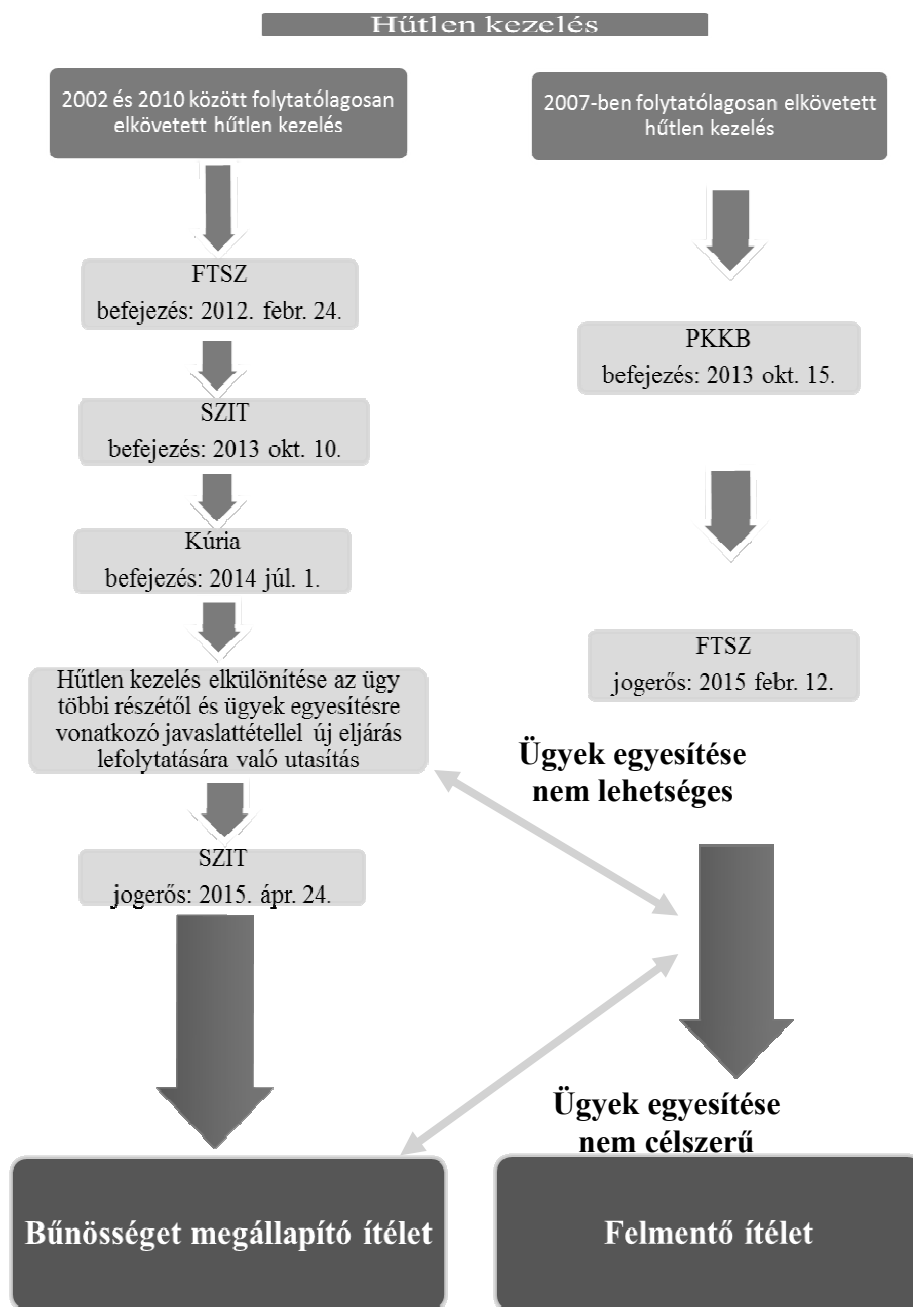 Hűtlen kezelés
2002 és 2010 között folytatólagosan
elkövetett hűtlen kezelés
FTSZ
befejezés: 2012. febr. 24.
SZIT
befejezés: 2013 okt. 10.
Kúria
befejezés: 2014 júl. 1.
Hűtlen kezelés elkülönítése az ügy
többi részétől és ügyek egyesítésre
vonatkozó javaslattétellel új eljárás
lefolytatására való utasítás
SZIT
jogerős: 2015. ápr. 24.
Bűnösséget megállapító ítélet
2007-ben folytatólagosan elkövetett
hűtlen kezelés
PKKB
befejezés: 2013 okt. 15.
FTSZ
jogerős: 2015 febr. 12.
Ügyek egyesítése
nem lehetséges
Ügyek egyesítése
nem célszerű
Felmentő ítélet